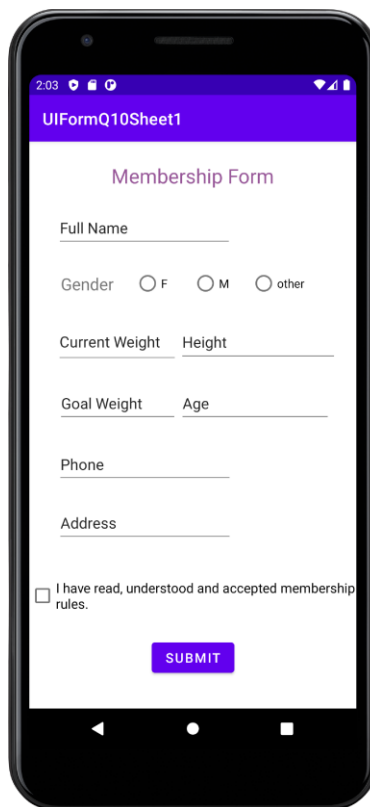 2:03
UIFormQ10Sheet1
Membership Form
Full Name
Gender F M other
Current Weight Height
Goal Weight Age
Phone
Address
I have read, understood and accepted membership
rules.
SUBMIT